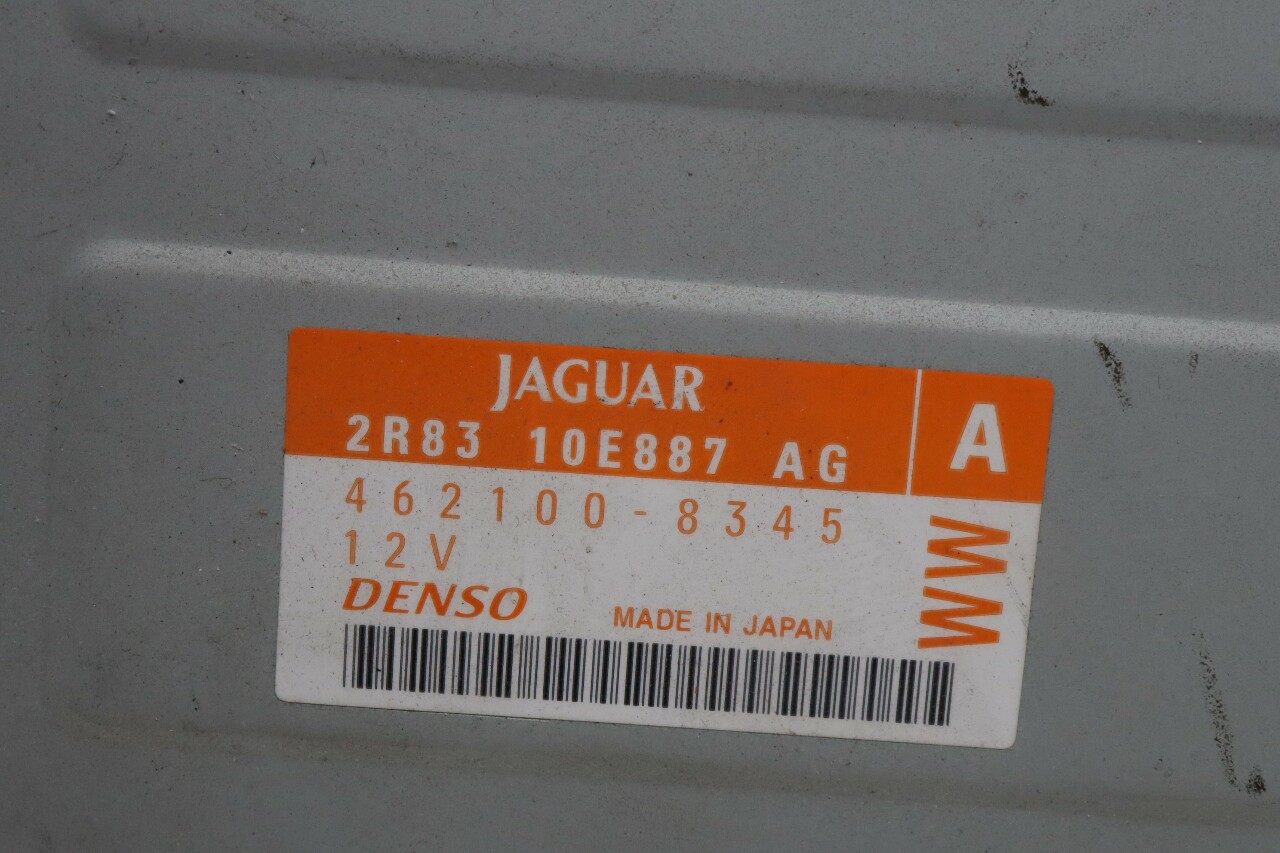 JAGUAR
2R83 10E887 AG
A
462100-8345
12V
WW
DENSO
MADE IN JAPAN